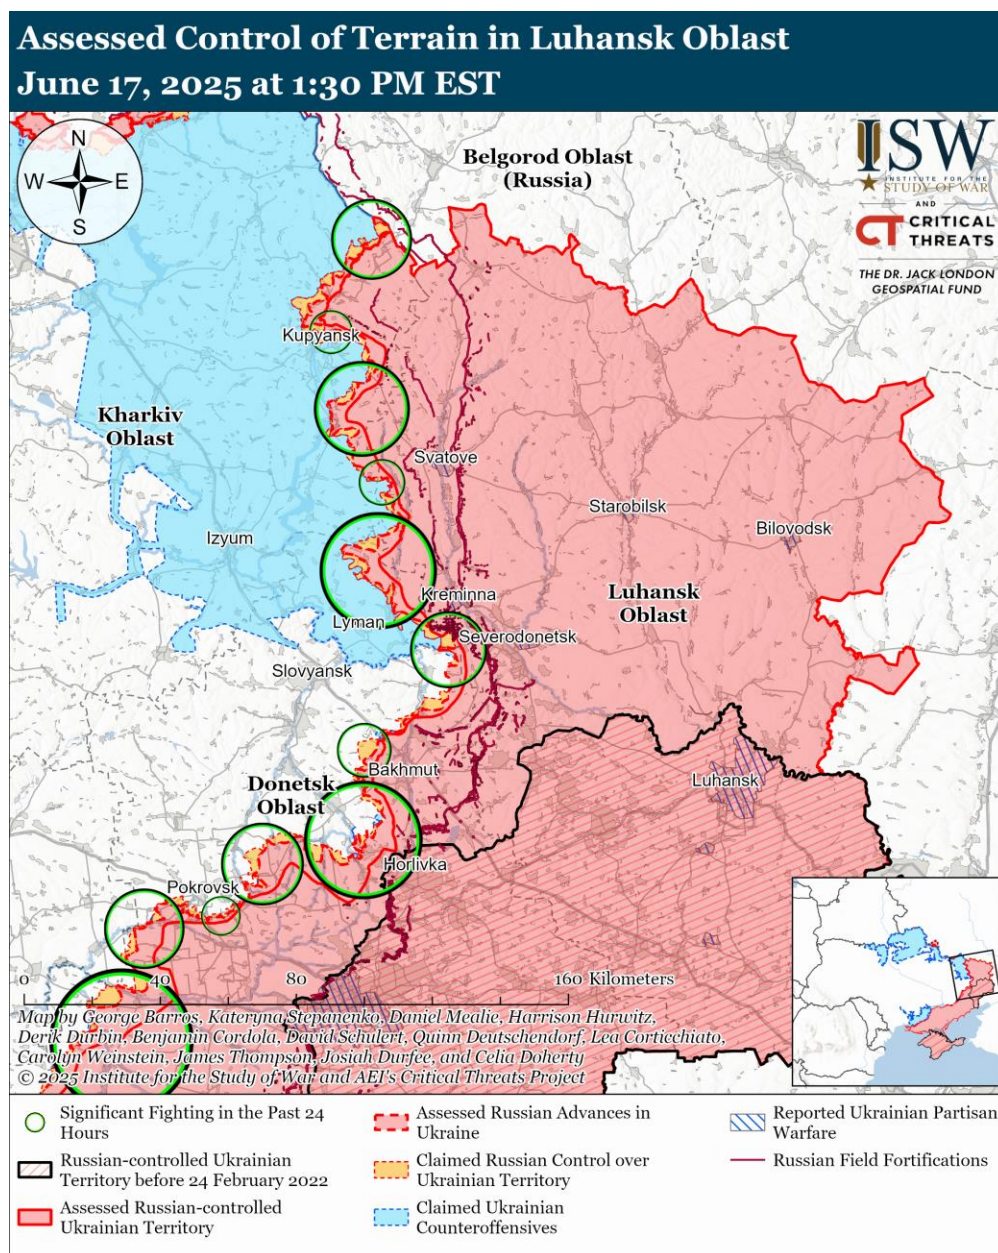 Assessed Control of Terrain in Luhansk Oblast
June 17, 2025 at 1:30 PM EST
N
W
E
S
Belgorod Oblast
(Russia)
ISW
INSTITUTE FOR THE
STUDY OF WAR
AND
CT CRITICAL
THREATS
THE DR. JACK LONDON
GEOSPATIAL FUND
Kupyansk
Kharkiv
Oblast
Svatove
Starobilsk
Bilovodsk
Izyum
Kreminna
Luhansk
Oblast
Lyman
Severodonetsk
Slovyansk
Bakhmut
Luhansk
Donetsk
Oblast
Horlivka
Pokrovsk
0 40 80 160 Kilometers
Map by George Barros, Kateryna Stepanenko, Daniel Mealie, Harrison Hurwitz,
Derik Durbin, Benjamin Cordola, David Schulert, Quinn Deutschendorf, Lea Corticchiato,
Carolyn Weinstein, James Thompson, Josiah Durfee, and Celia Doherty
© 2025 Institute for the Study of War and AEI's Critical Threats Project
Significant Fighting in the Past 24
Hours
Russian-controlled Ukrainian
Territory before 24 February 2022
Assessed Russian-controlled
Ukrainian Territory
Assessed Russian Advances in
Ukraine
Claimed Russian Control over
Ukrainian Territory
Claimed Ukrainian
Counteroffensives
Reported Ukrainian Partisan
Warfare
Russian Field Fortifications